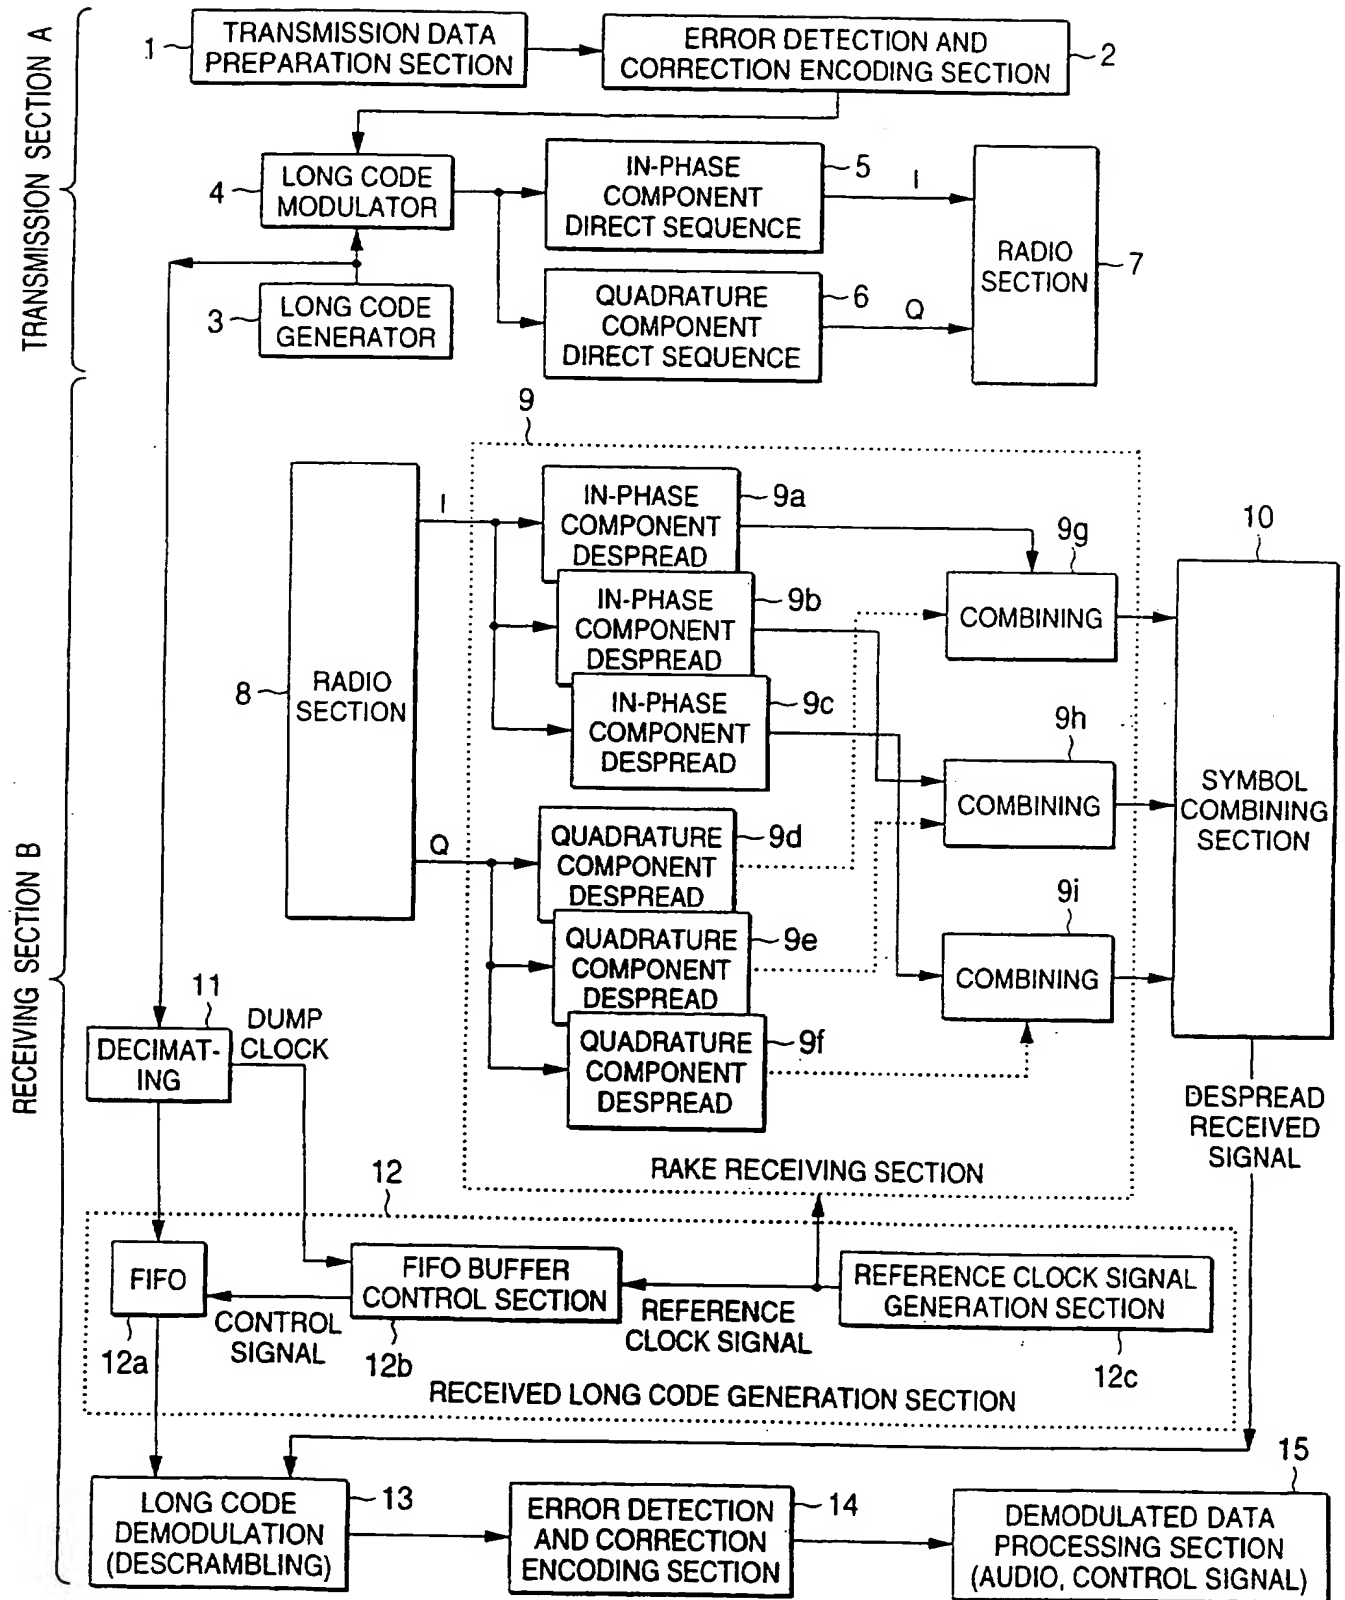 TRANSMISSION SECTION A
1
TRANSMISSION DATA
PREPARATION SECTION
ERROR DETECTION AND
CORRECTION ENCODING SECTION
2
4
LONG CODE
MODULATOR
IN-PHASE
COMPONENT
DIRECT SEQUENCE
5
I
RADIO
SECTION
7
3
LONG CODE
GENERATOR
QUADRATURE
COMPONENT
DIRECT SEQUENCE
6
Q
RECEIVING SECTION B
9
8
RADIO
SECTION
I
Q
IN-PHASE
COMPONENT
DESPREAD
9a
IN-PHASE
COMPONENT
DESPREAD
9b
IN-PHASE
COMPONENT
DESPREAD
9c
QUADRATURE
COMPONENT
DESPREAD
9d
QUADRATURE
COMPONENT
DESPREAD
9e
QUADRATURE
COMPONENT
DESPREAD
9f
9g
COMBINING
9h
COMBINING
9i
COMBINING
10
SYMBOL
COMBINING
SECTION
DESPREAD
RECEIVED
SIGNAL
RAKE RECEIVING SECTION
11
DECIMAT-
ING
DUMP
CLOCK
12
FIFO
12a
CONTROL
SIGNAL
FIFO BUFFER
CONTROL SECTION
12b
REFERENCE
CLOCK SIGNAL
REFERENCE CLOCK SIGNAL
GENERATION SECTION
12c
RECEIVED LONG CODE GENERATION SECTION
LONG CODE
DEMODULATION
(DESCRAMBLING)
13
ERROR DETECTION
AND CORRECTION
ENCODING SECTION
14
15
DEMODULATED DATA
PROCESSING SECTION
(AUDIO, CONTROL SIGNAL)